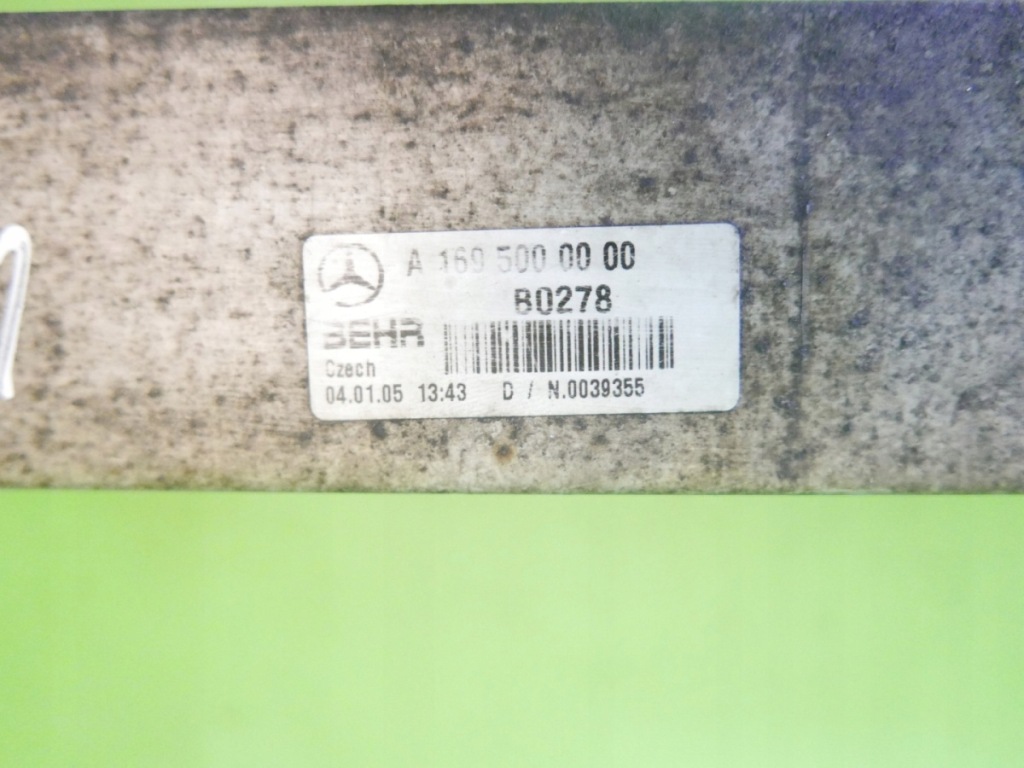 A 169 500 00 00
B0278
BEHR
Czech
04.01.05 13:43 D / N.0039355